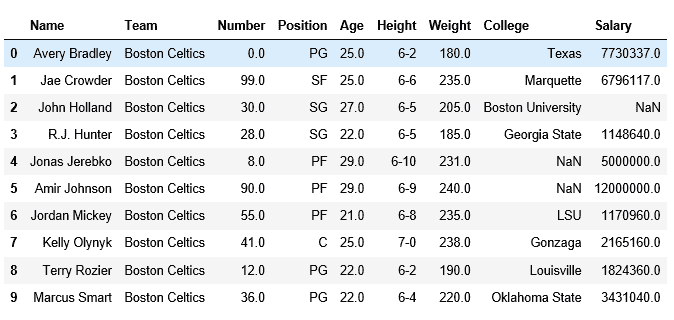 Name Team Number Position Age Height Weight College Salary
0 Avery Bradley Boston Celtics 0.0 PG 25.0 6-2 180.0 Texas 7730337.0
1 Jae Crowder Boston Celtics 99.0 SF 25.0 6-6 235.0 Marquette 6796117.0
2 John Holland Boston Celtics 30.0 SG 27.0 6-5 205.0 Boston University NaN
3 R.J. Hunter Boston Celtics 28.0 SG 22.0 6-5 185.0 Georgia State 1148640.0
4 Jonas Jerebko Boston Celtics 8.0 PF 29.0 6-10 231.0 NaN 5000000.0
5 Amir Johnson Boston Celtics 90.0 PF 29.0 6-9 240.0 NaN 12000000.0
6 Jordan Mickey Boston Celtics 55.0 PF 21.0 6-8 235.0 LSU 1170960.0
7 Kelly Olynyk Boston Celtics 41.0 C 25.0 7-0 238.0 Gonzaga 2165160.0
8 Terry Rozier Boston Celtics 12.0 PG 22.0 6-2 190.0 Louisville 1824360.0
9 Marcus Smart Boston Celtics 36.0 PG 22.0 6-4 220.0 Oklahoma State 3431040.0